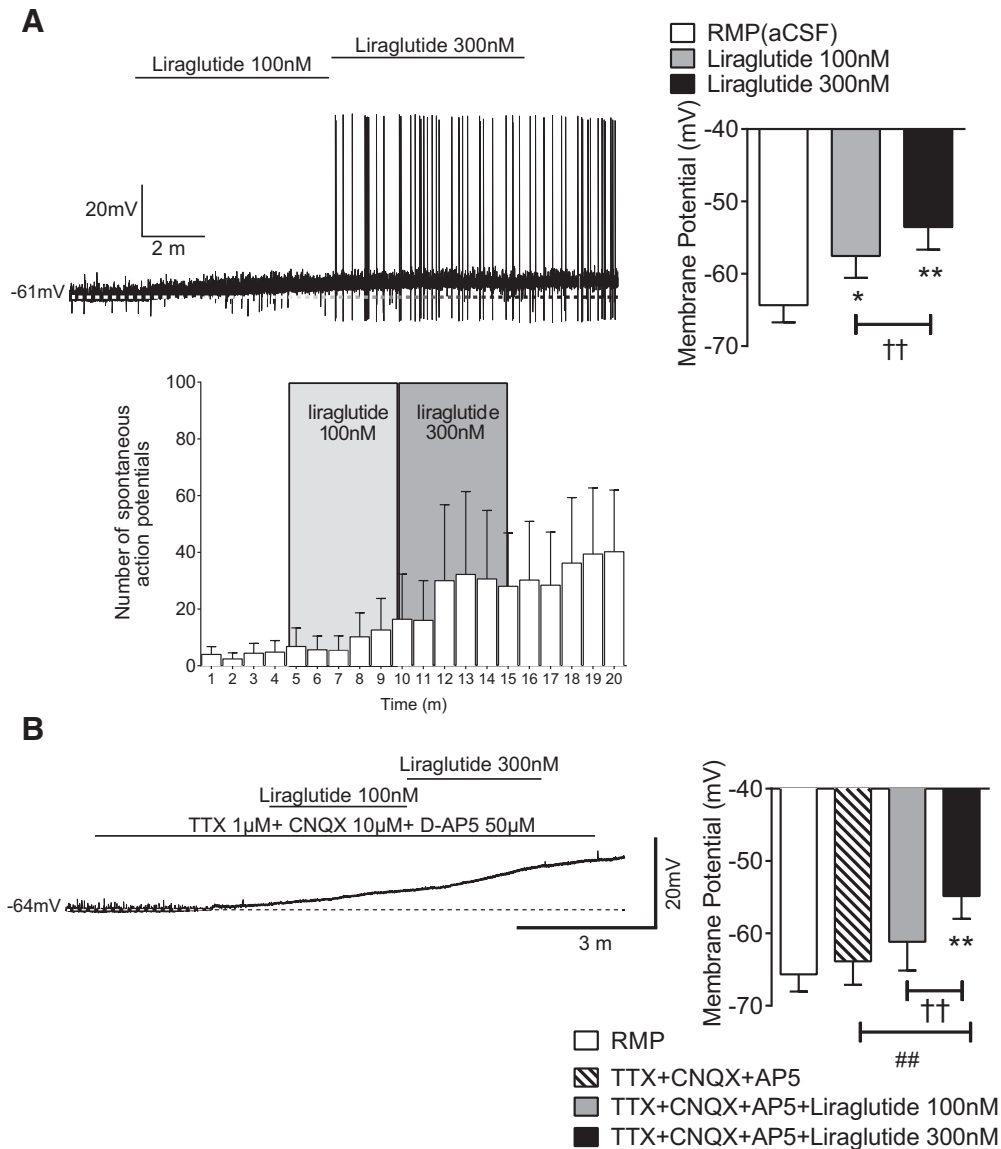 A
Liraglutide 100nM
Liraglutide 300nM
20mV
2 m
-61mV
RMP(aCSF)
Liraglutide 100nM
Liraglutide 300nM
Membrane Potential (mV)
-40
-50
-60
-70
*
**
††
Number of spontaneous
action potentials
100
80
60
40
20
0
liraglutide
100nM
liraglutide
300nM
1 2 3 4 5 6 7 8 9 10 11 12 13 14 15 16 17 18 19 20
Time (m)
B
Liraglutide 300nM
Liraglutide 100nM
TTX 1µM+ CNQX 10µM+ D-AP5 50µM
-64mV
20mV
3 m
Membrane Potential (mV)
-40
-50
-60
-70
**
††
##
RMP
TTX+CNQX+AP5
TTX+CNQX+AP5+Liraglutide 100nM
TTX+CNQX+AP5+Liraglutide 300nM